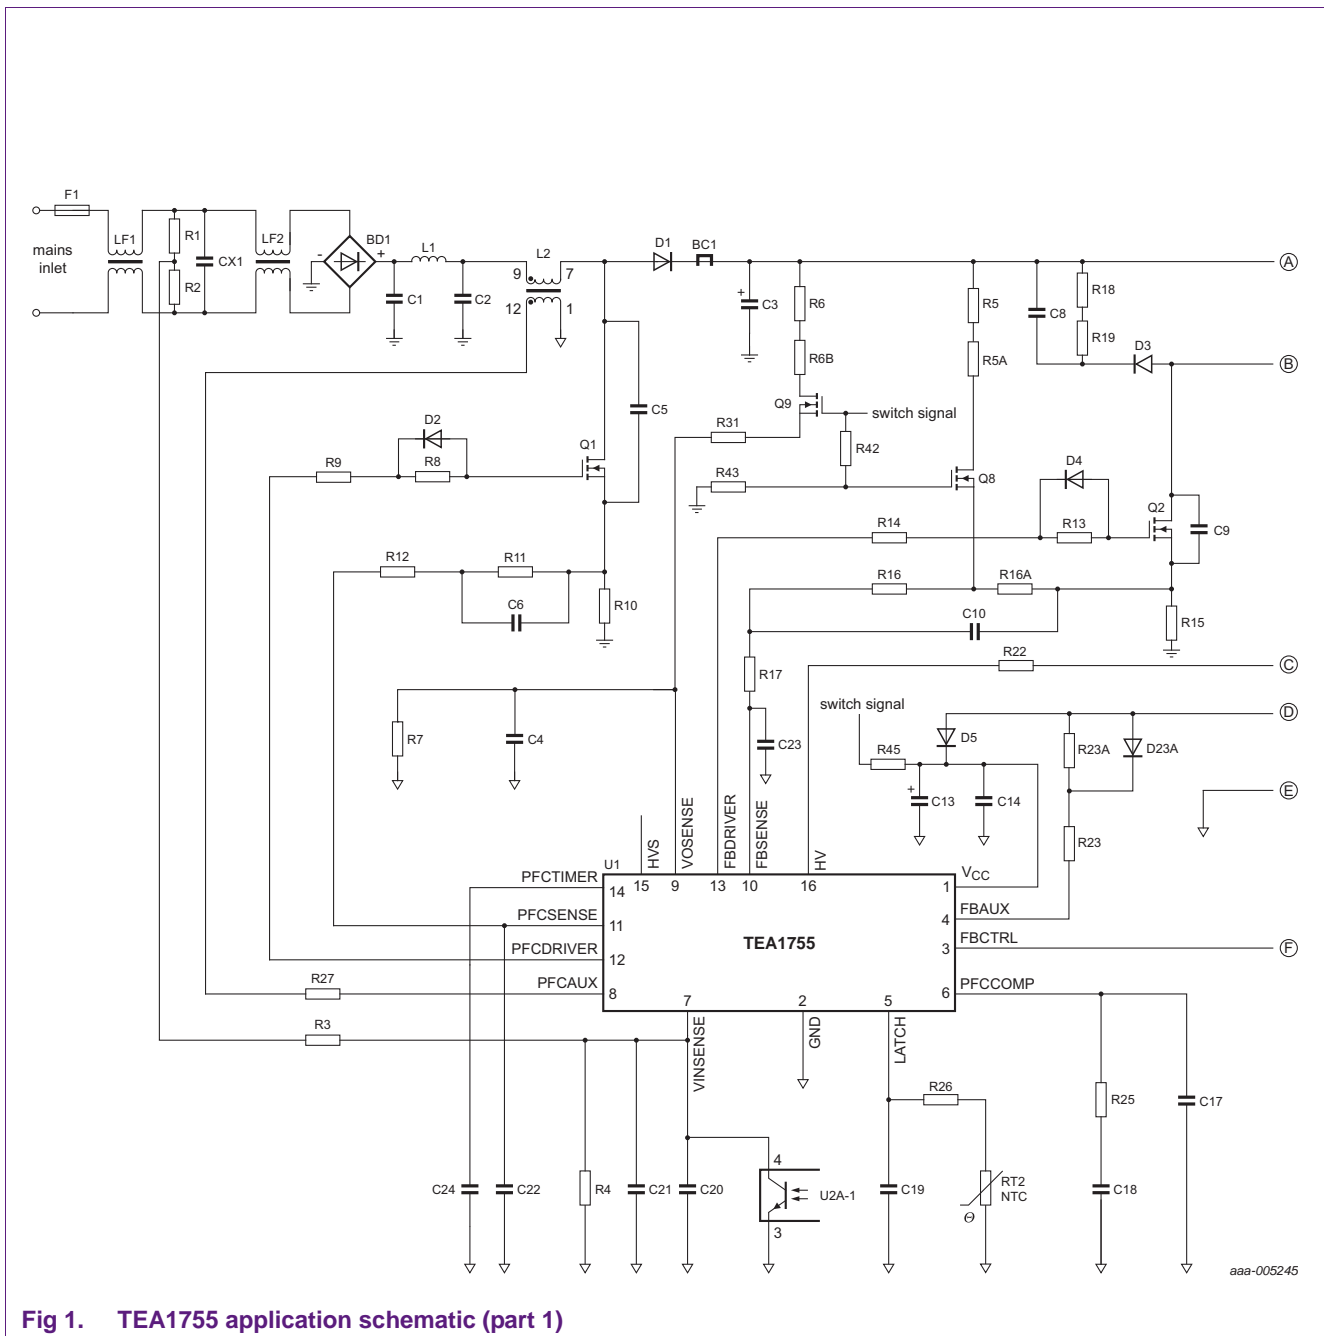 F1
LF1
mains
inlet
R1
R2
CX1
LF2
-
BD1
+
L1
C1
C2
L2
9
7
12
1
D1
BC1
+
C3
R6
R6B
R5
R5A
C8
R18
R19
D3
A
B
Q9
switch signal
R31
R42
R43
Q8
D2
R9
R8
Q1
C5
D4
R14
R13
Q2
C9
R12
R11
C6
R10
R16
R16A
C10
R15
R17
R22
C
R7
C4
C23
switch signal
R45
D5
+
C13
C14
R23A
D23A
D
E
R23
U1
HVS
VOSENSE
FBDRIVER
FBSENSE
HV
15
9
13
10
16
VCC
1
FBAUX
4
FBCTRL
3
F
PFCCOMP
6
PFCTIMER
14
PFCSENSE
11
PFCDRIVER
12
PFCAUX
8
TEA1755
R27
R3
7
2
5
VINSENSE
GND
LATCH
R26
R25
C17
C24
C22
R4
C21
C20
4
U2A-1
3
C19
RT2
NTC
Θ
C18
aaa-005245
Fig 1. TEA1755 application schematic (part 1)